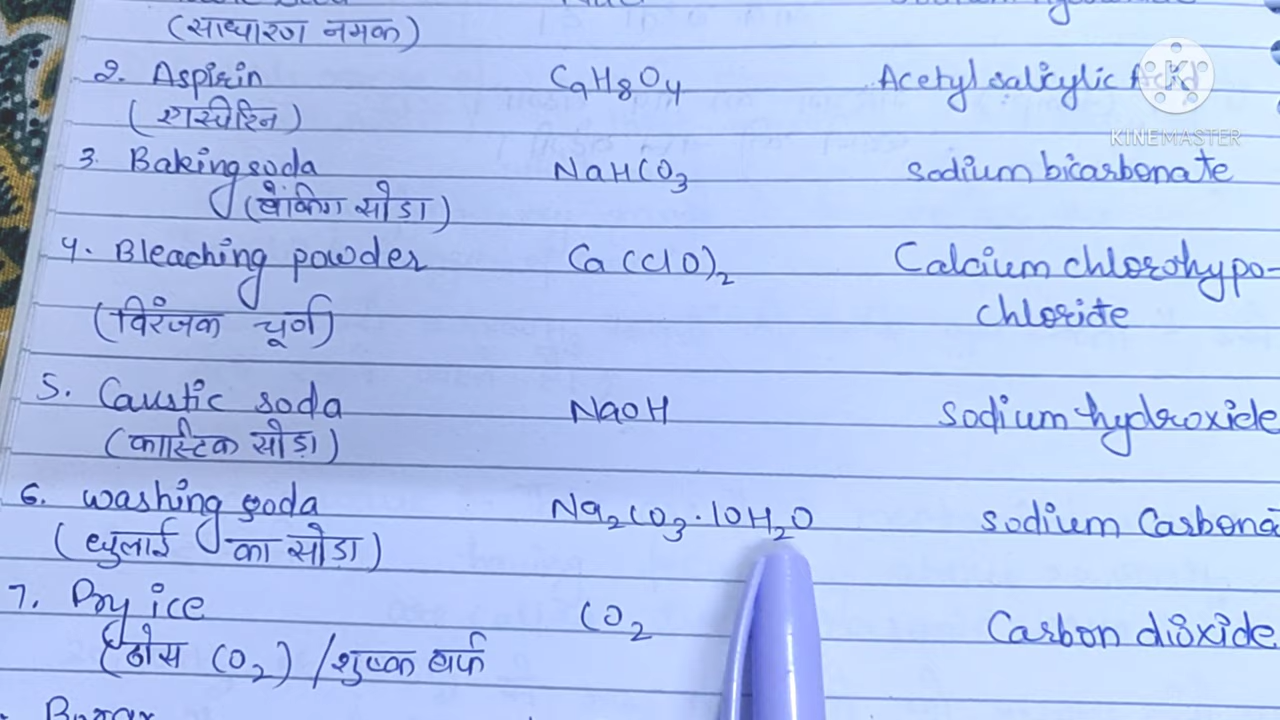 (साधारण नमक)
2. Aspirin C9H8O4 Acetyl salicylic Acid
(एस्पीरिन)
KINEMASTER
3. Baking soda NaHCO3 sodium bicarbonate
(बेकिंग सोडा)
4. Bleaching powder Ca(ClO)2 Calcium chlorohypo-
chloride
(विरंजक चूर्ण)
5. Caustic soda NaOH Sodium hydroxide
(कास्टिक सोड़ा)
6. washing soda Na2CO3.10H2O sodium Carbona
(धुलाई का सोड़ा)
7. Dry ice CO2 Carbon dioxide
(ठोस CO2) / शुष्क बर्फ
Borax